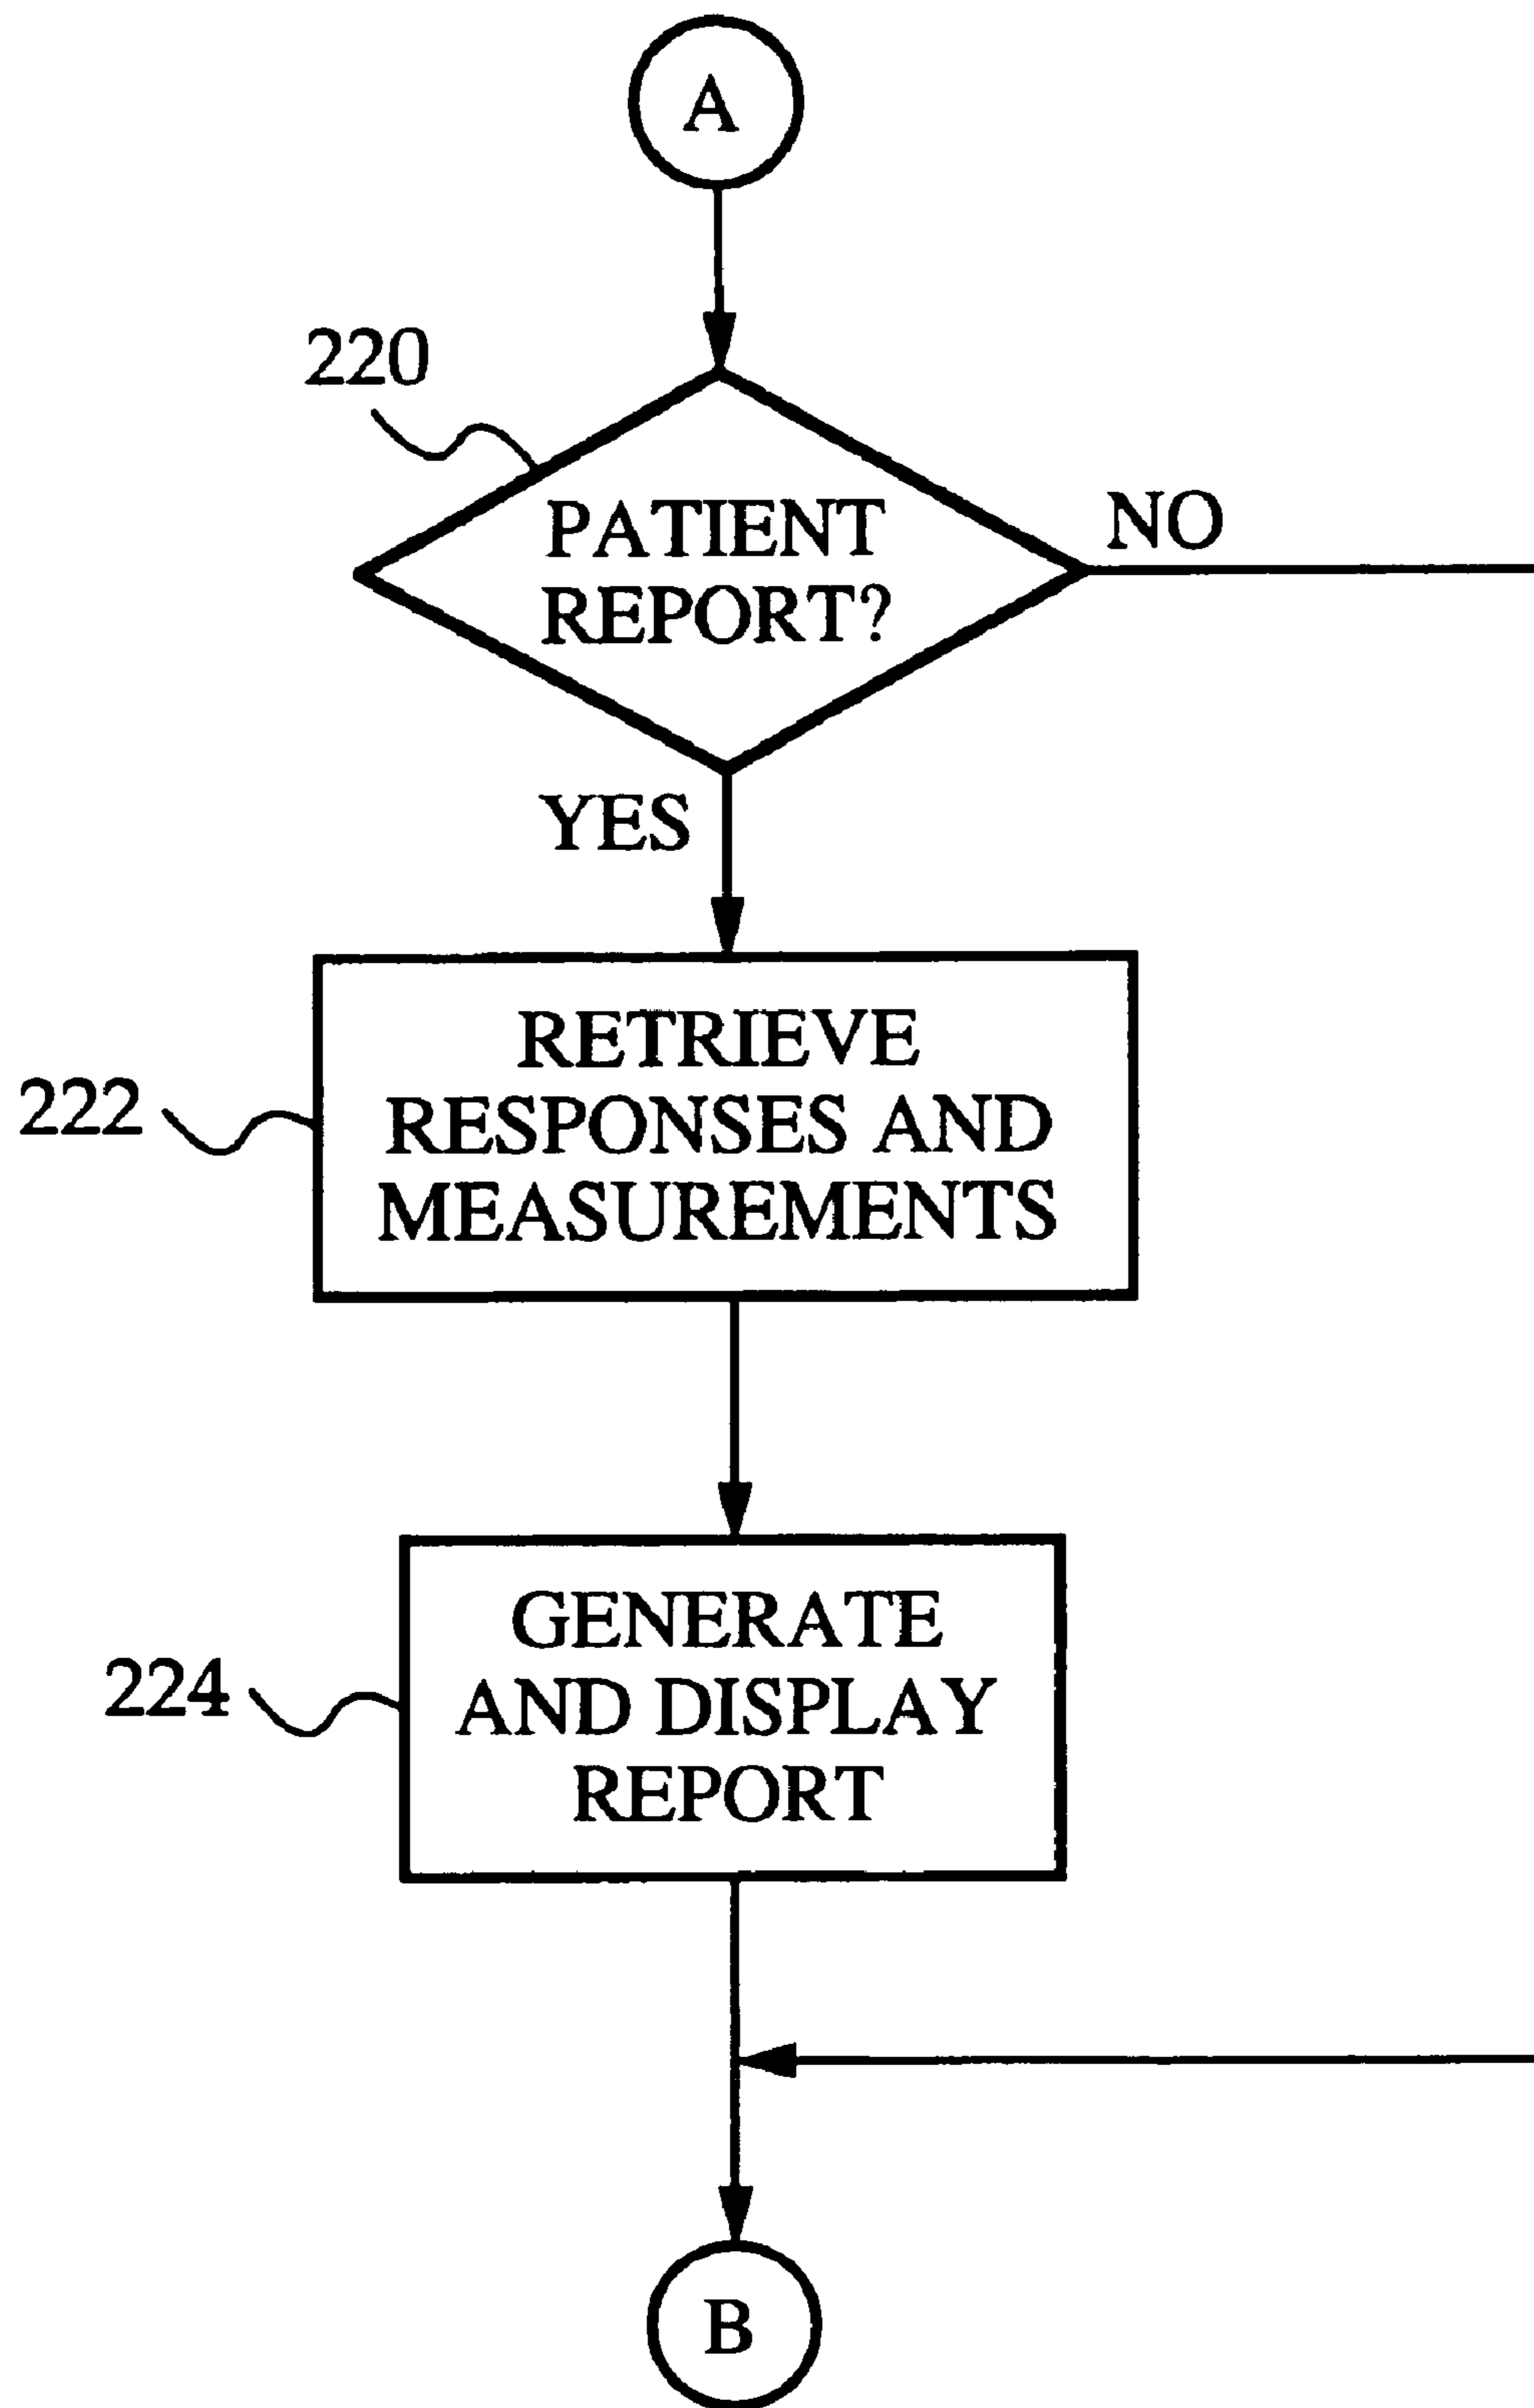 A
220
PATIENT
REPORT?
NO
YES
222
RETRIEVE
RESPONSES AND
MEASUREMENTS
224
GENERATE
AND DISPLAY
REPORT
B